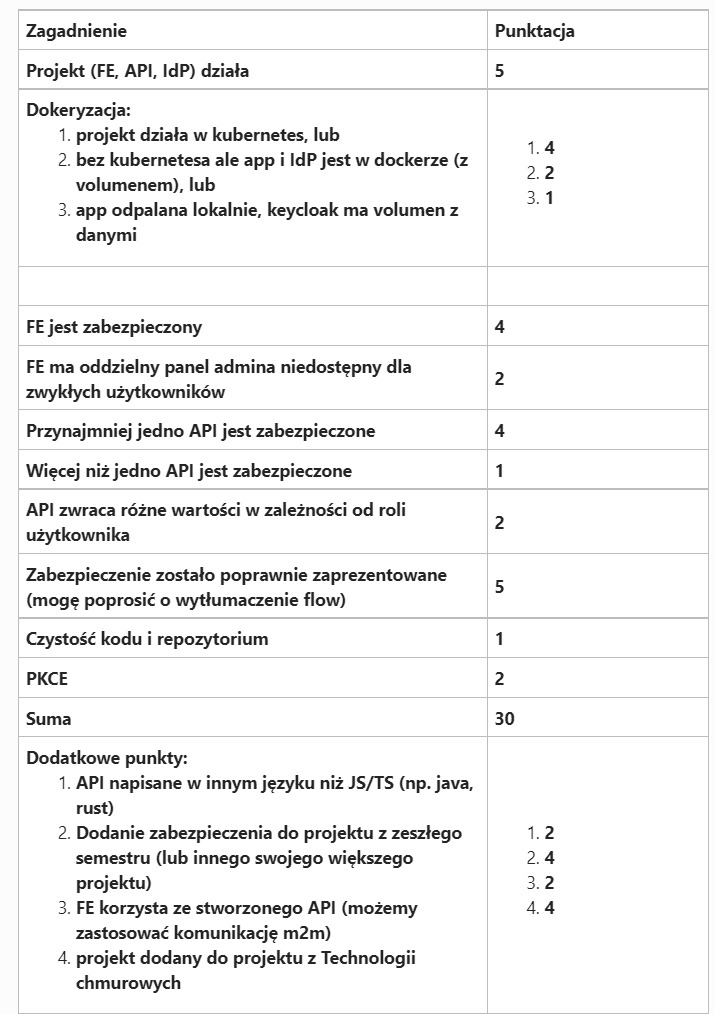 Zagadnienie
Punktacja
Projekt (FE, API, IdP) działa
5
Dokeryzacja:
1. projekt działa w kubernetes, lub
2. bez kubernetesa ale app i IdP jest w dockerze (z
volumenem), lub
3. app odpalana lokalnie, keycloak ma volumen z
danymi
1. 4
2. 2
3. 1
FE jest zabezpieczony
4
FE ma oddzielny panel admina niedostępny dla
zwykłych użytkowników
2
Przynajmniej jedno API jest zabezpieczone
4
Więcej niż jedno API jest zabezpieczone
1
API zwraca różne wartości w zależności od roli
użytkownika
2
Zabezpieczenie zostało poprawnie zaprezentowane
(mogę poprosić o wytłumaczenie flow)
5
Czystość kodu i repozytorium
1
PKCE
2
Suma
30
Dodatkowe punkty:
1. API napisane w innym języku niż JS/TS (np. java,
rust)
2. Dodanie zabezpieczenia do projektu z zeszłego
semestru (lub innego swojego większego
projektu)
3. FE korzysta ze stworzonego API (możemy
zastosować komunikację m2m)
4. projekt dodany do projektu z Technologii
chmurowych
1. 2
2. 4
3. 2
4. 4